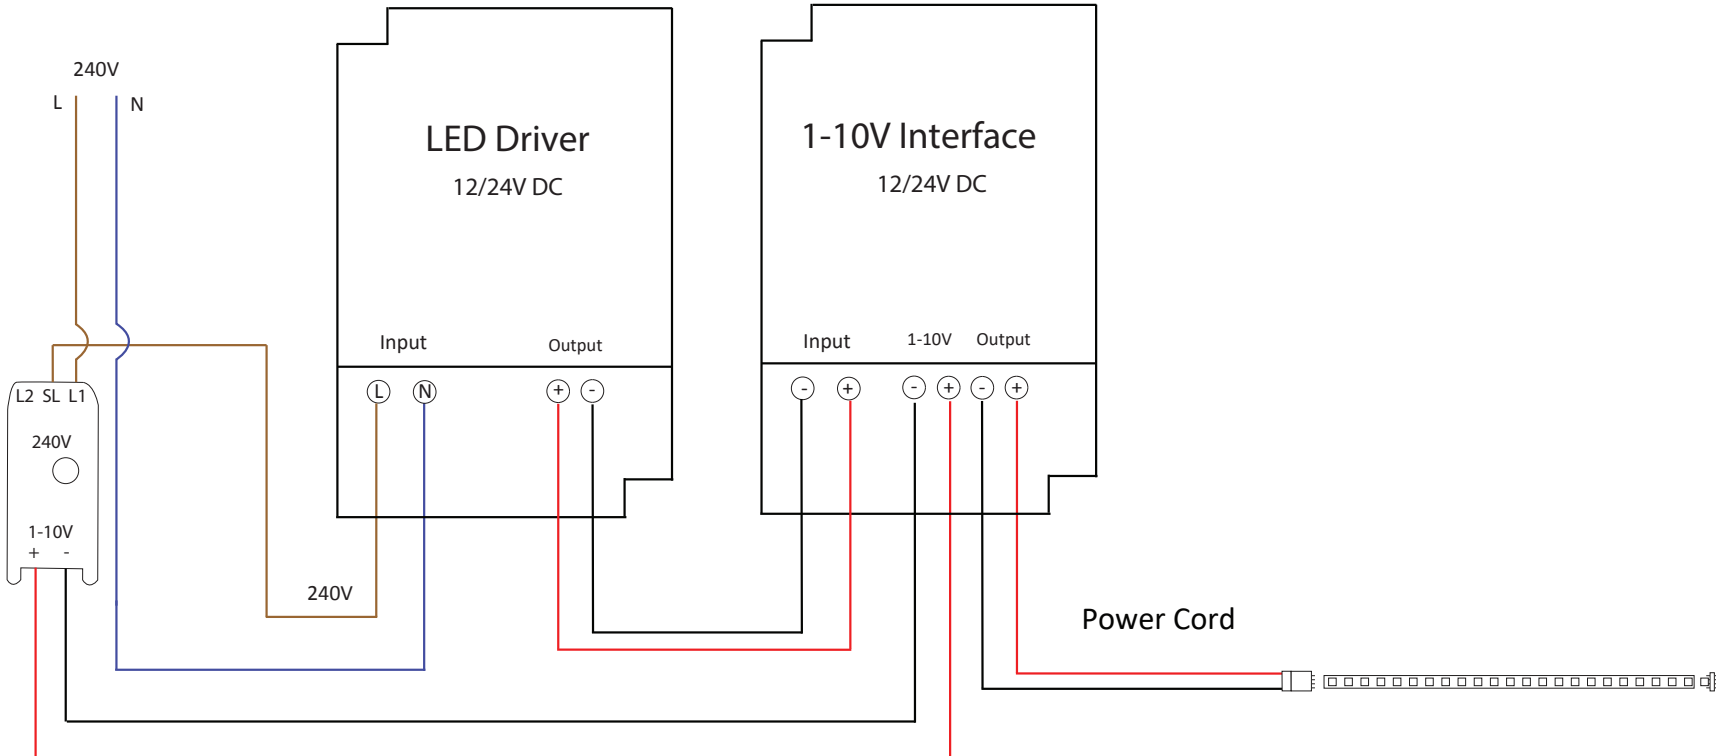 240V
L N
LED Driver
12/24V DC
Input Output
L N + -
1-10V Interface
12/24V DC
Input 1-10V Output
- + - + - +
L2 SL L1
240V
1-10V
+ -
240V
Power Cord